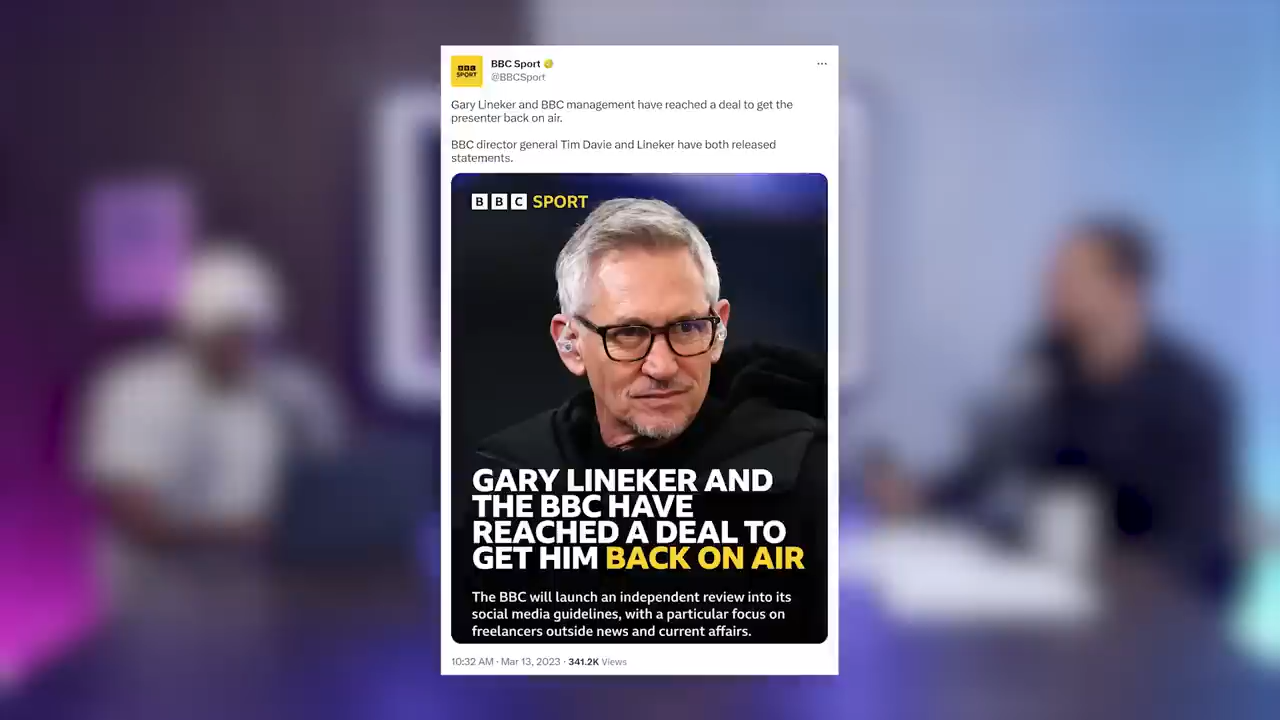 BBC SPORT
BBC Sport
@BBCSport
Gary Lineker and BBC management have reached a deal to get the
presenter back on air.
BBC director general Tim Davie and Lineker have both released
statements.
BBC SPORT
GARY LINEKER AND
THE BBC HAVE
REACHED A DEAL TO
GET HIM BACK ON AIR
The BBC will launch an independent review into its
social media guidelines, with a particular focus on
freelancers outside news and current affairs.
10:32 AM · Mar 13, 2023 · 341.2K Views